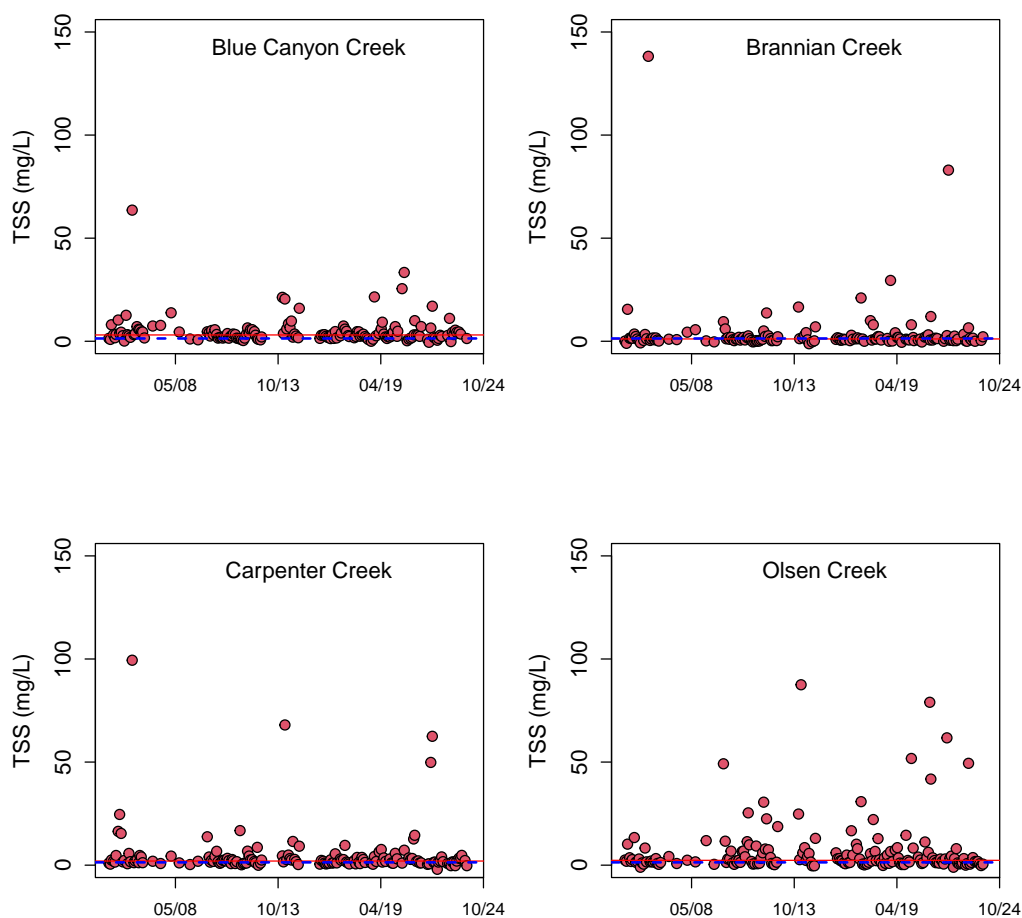 Blue Canyon Creek
TSS (mg/L)
150
100
50
0
05/08 10/13 04/19 10/24
Brannian Creek
TSS (mg/L)
150
100
50
0
05/08 10/13 04/19 10/24
Carpenter Creek
TSS (mg/L)
150
100
50
0
05/08 10/13 04/19 10/24
Olsen Creek
TSS (mg/L)
150
100
50
0
05/08 10/13 04/19 10/24